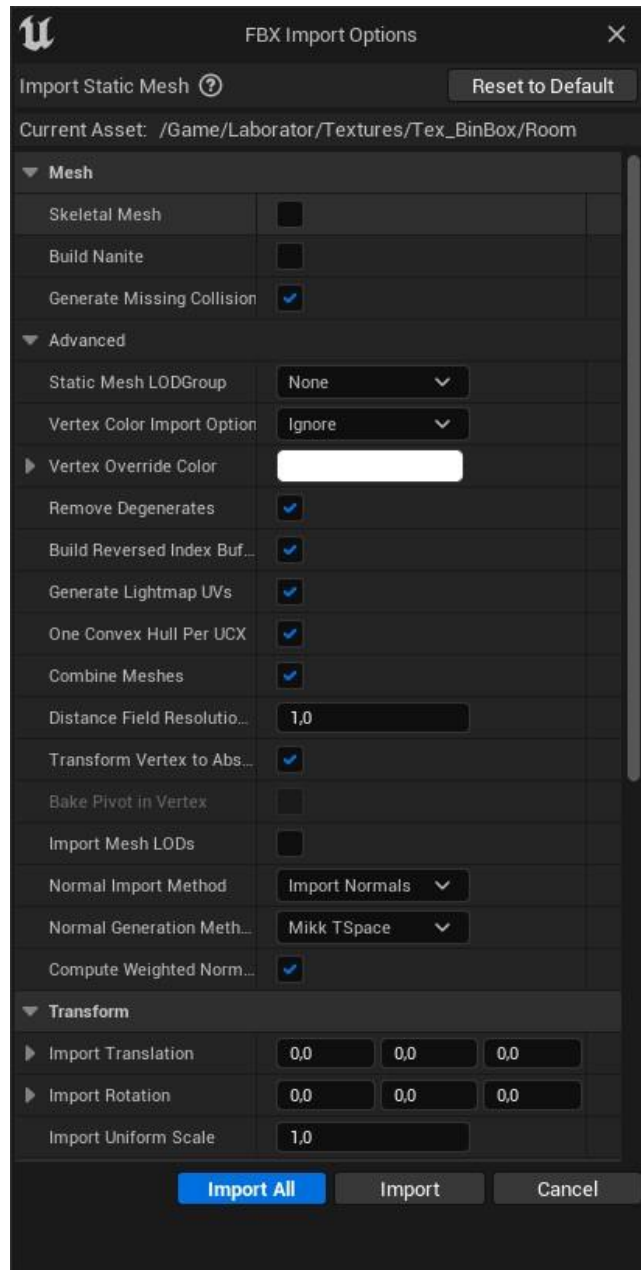 FBX Import Options
Import Static Mesh ? Reset to Default
Current Asset: /Game/Laborator/Textures/Tex_BinBox/Room
Mesh
Skeletal Mesh
Build Nanite
Generate Missing Collision
Advanced
Static Mesh LODGroup None
Vertex Color Import Option Ignore
Vertex Override Color
Remove Degenerates
Build Reversed Index Buf...
Generate Lightmap UVs
One Convex Hull Per UCX
Combine Meshes
Distance Field Resolutio... 1,0
Transform Vertex to Abs...
Bake Pivot in Vertex
Import Mesh LODs
Normal Import Method Import Normals
Normal Generation Meth... Mikk TSpace
Compute Weighted Norm...
Transform
Import Translation 0,0 0,0 0,0
Import Rotation 0,0 0,0 0,0
Import Uniform Scale 1,0
Import All Import Cancel